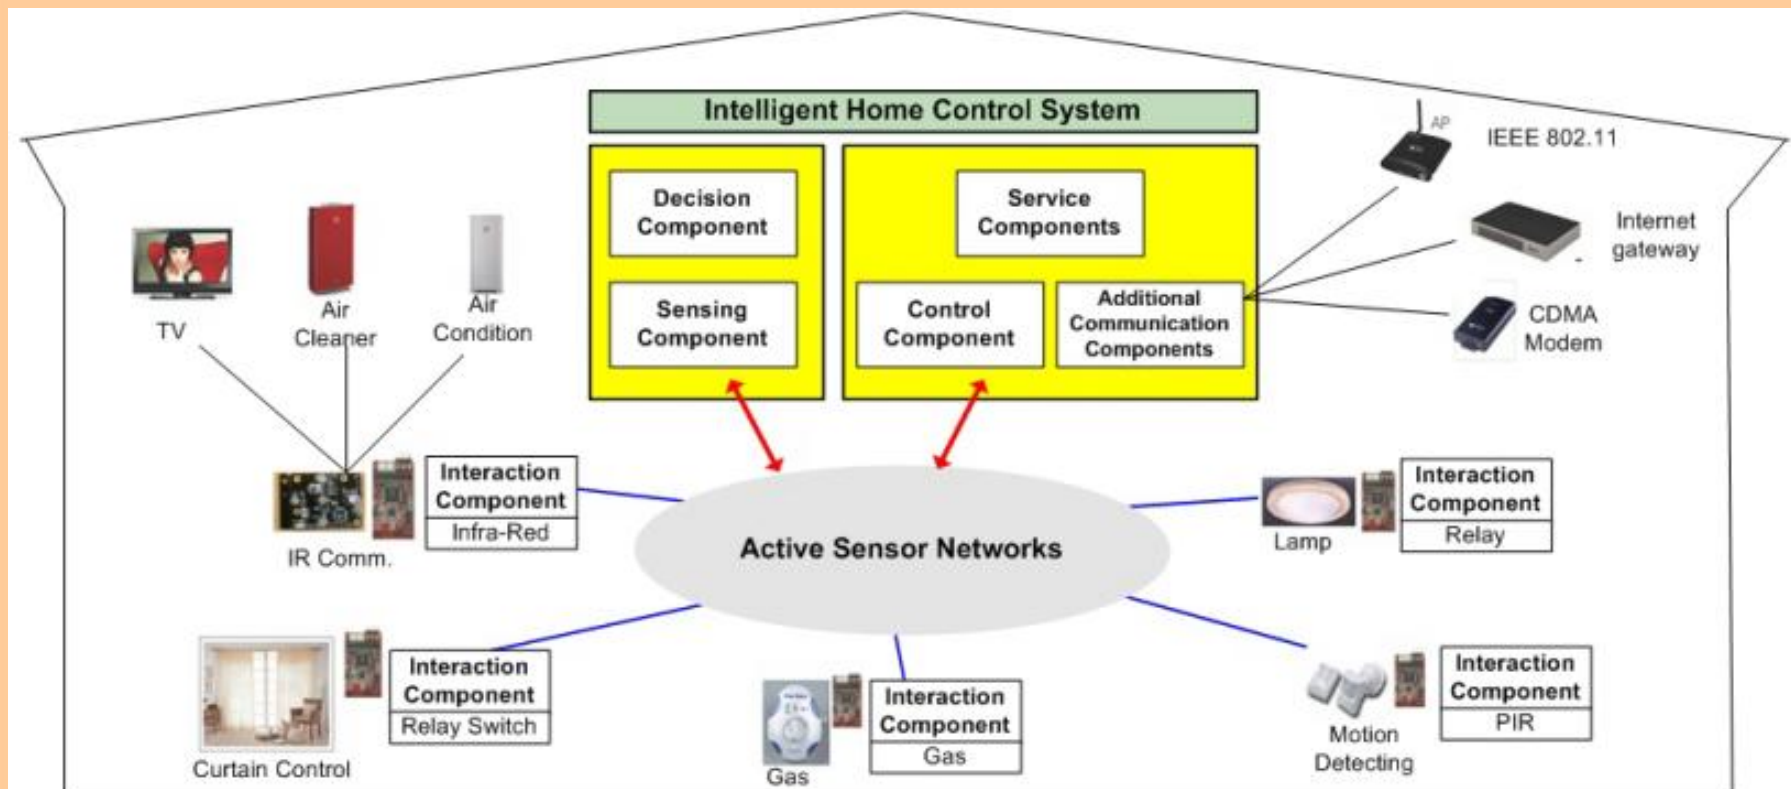 Intelligent Home Control System
AP
IEEE 802.11
Decision
Component
Service
Components
Internet
gateway
Sensing
Component
Control
Component
Additional
Communication
Components
CDMA
Modem
TV
Air
Cleaner
Air
Condition
Interaction
Component
Infra-Red
IR Comm.
Active Sensor Networks
Lamp
Interaction
Component
Relay
Curtain Control
Interaction
Component
Relay Switch
Gas
Interaction
Component
Gas
Motion
Detecting
Interaction
Component
PIR